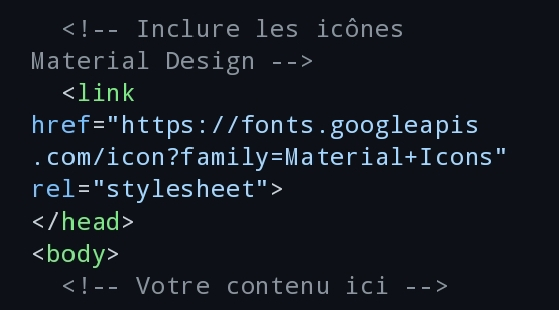 <!-- Inclure les icônes
Material Design -->
<link
href="https://fonts.googleapis
.com/icon?family=Material+Icons"
rel="stylesheet">
</head>
<body>
<!-- Votre contenu ici -->